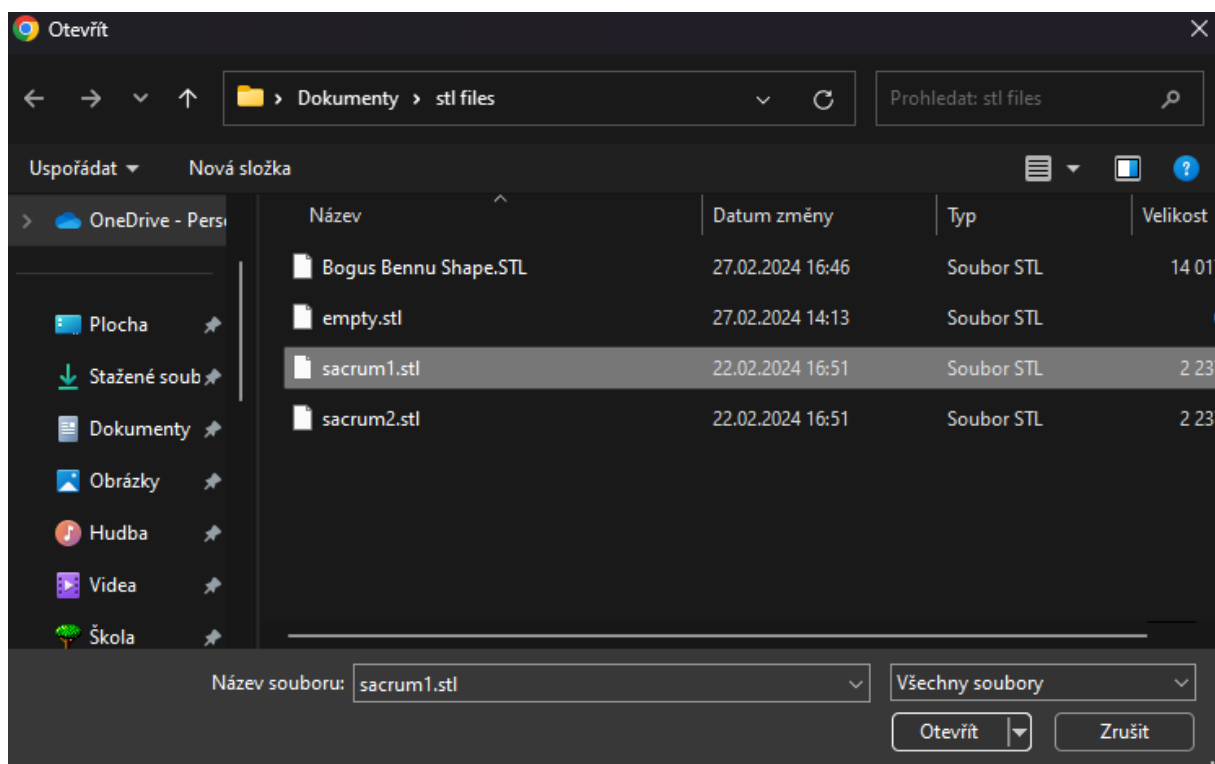 Otevřít
Dokumenty > stl files
Prohledat: stl files
Uspořádat Nová složka
OneDrive - Pers
Název Datum změny Typ Velikost
Bogus Bennu Shape.STL 27.02.2024 16:46 Soubor STL 14 01
empty.stl 27.02.2024 14:13 Soubor STL
sacrum1.stl 22.02.2024 16:51 Soubor STL 2 23
sacrum2.stl 22.02.2024 16:51 Soubor STL 2 23
Plocha
Stažené soub
Dokumenty
Obrázky
Hudba
Videa
Škola
Název souboru: sacrum1.stl Všechny soubory
Otevřít Zrušit